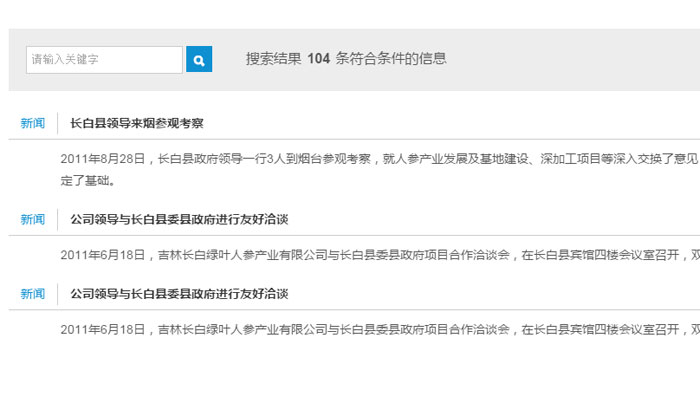 请输入关键字
搜索结果 104 条符合条件的信息
新闻 长白县领导来烟参观考察
2011年8月28日，长白县政府领导一行3人到烟台参观考察，就人参产业发展及基地建设、深加工项目等深入交换了意见
定了基础。
新闻 公司领导与长白县委县政府进行友好洽谈
2011年6月18日，吉林长白绿叶人参产业有限公司与长白县委县政府项目合作洽谈会，在长白县宾馆四楼会议室召开，双
新闻 公司领导与长白县委县政府进行友好洽谈
2011年6月18日，吉林长白绿叶人参产业有限公司与长白县委县政府项目合作洽谈会，在长白县宾馆四楼会议室召开，双